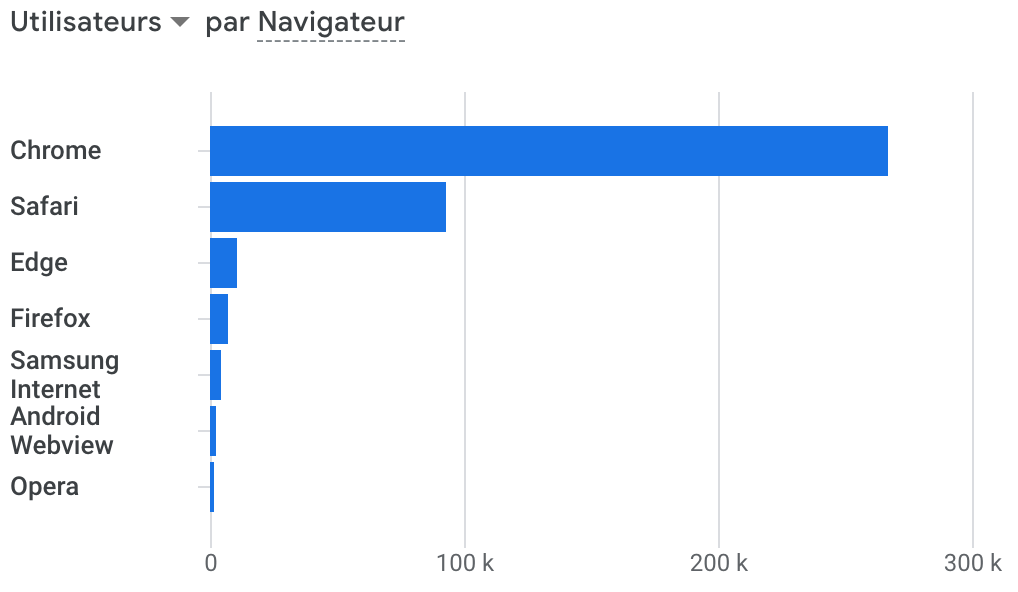 Utilisateurs par Navigateur
Chrome
Safari
Edge
Firefox
Samsung
Internet
Android
Webview
Opera
0 100 k 200 k 300 k